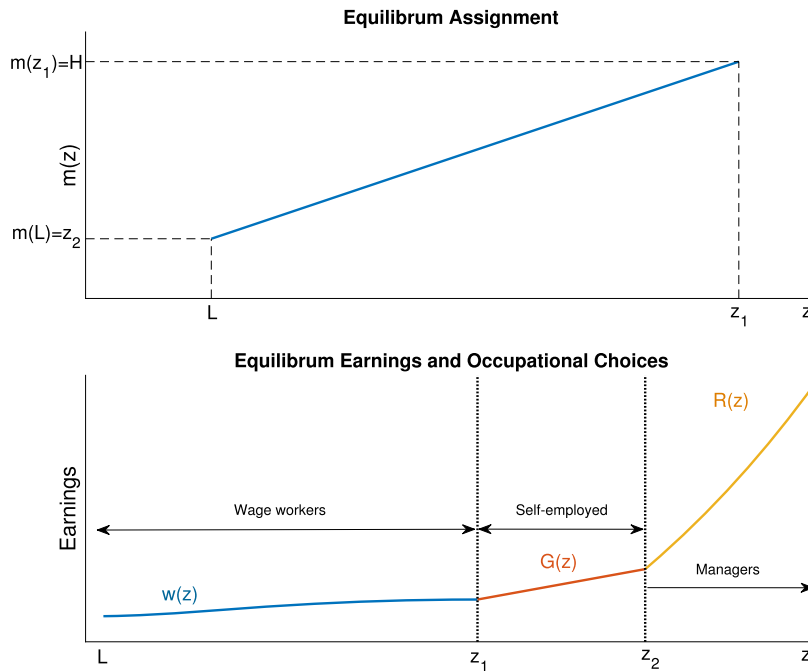 Equilibrum Assignment
m(z1)=H
m(z)
m(L)=z2
L
z1
z
Equilibrum Earnings and Occupational Choices
R(z)
Earnings
Wage workers
Self-employed
G(z)
Managers
w(z)
L
z1
z2
z